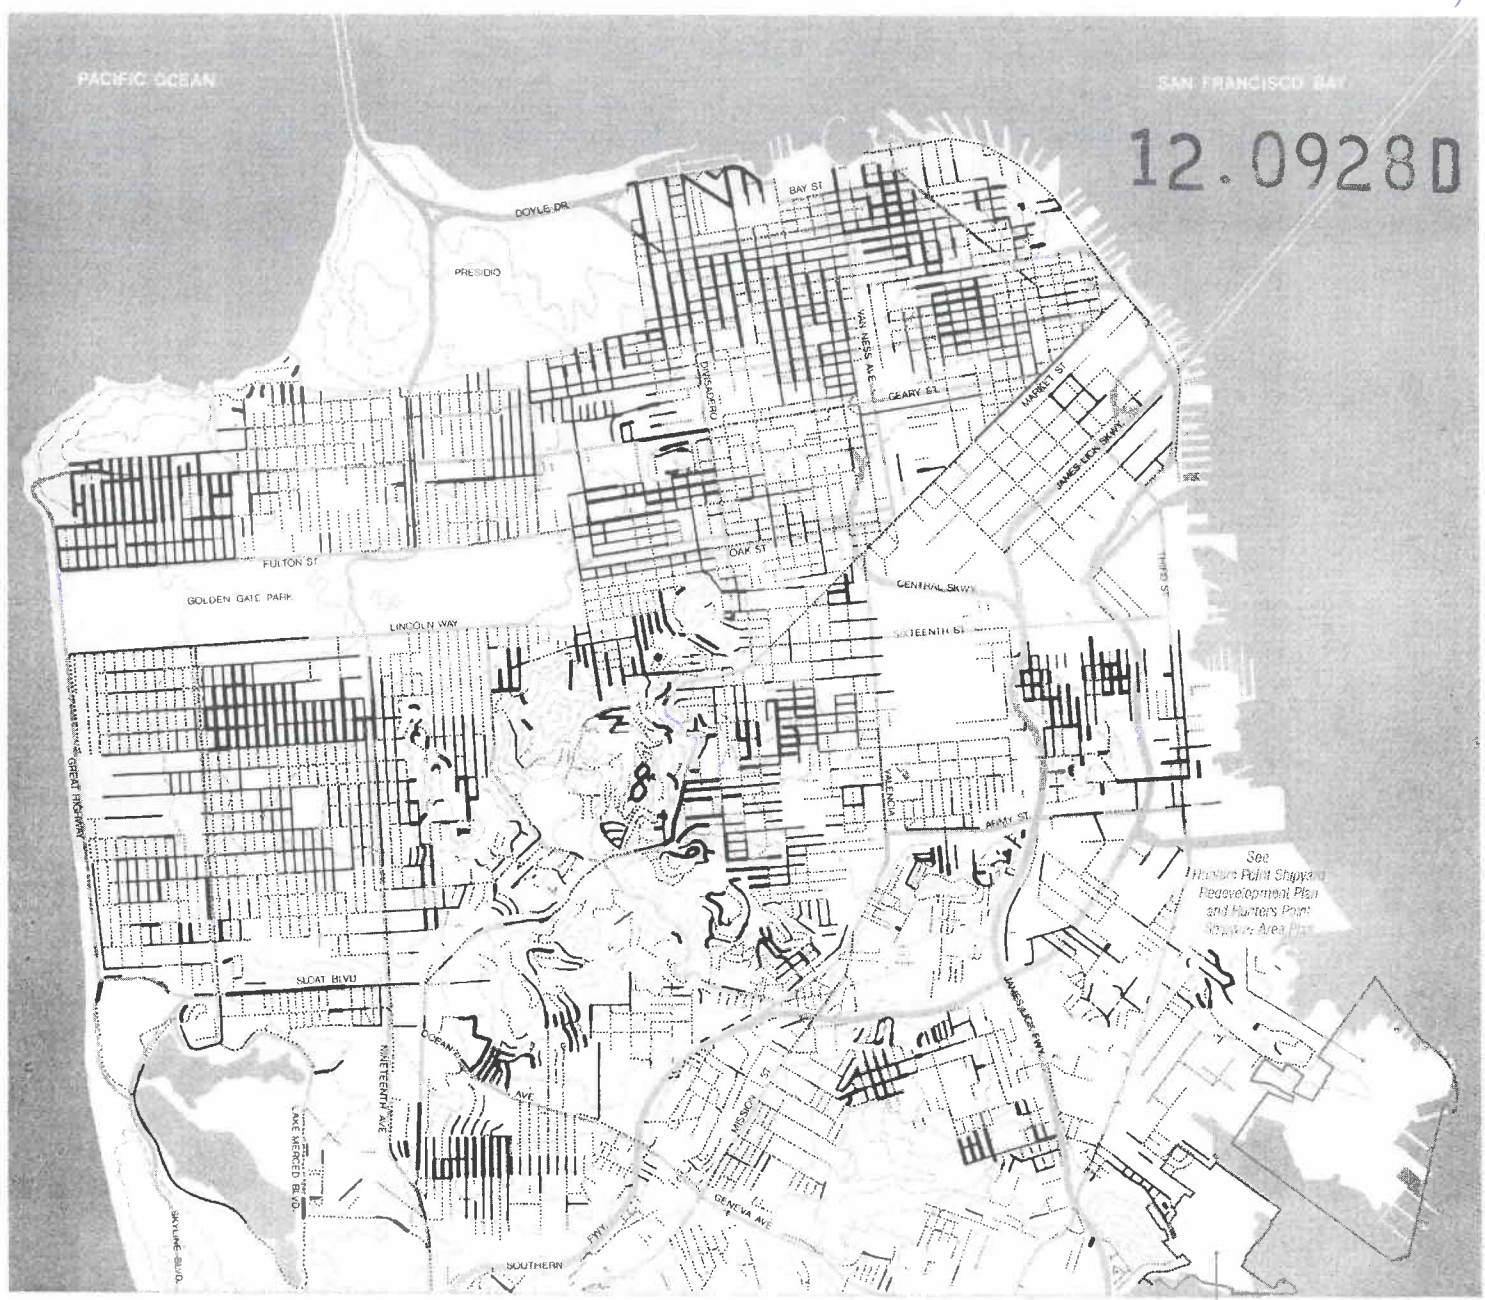 PACIFIC OCEAN
SAN FRANCISCO BAY
12.0928D
BAY ST
DOYLE DR.
PRESIDIO
VAN NESS AVE.
DIVISADERO
GEARY ST.
MARKET ST
JAMES LICK SKWY.
OAK ST
FULTON ST
GOLDEN GATE PARK
CENTRAL SKWY.
THIRD ST
LINCOLN WAY
SIXTEENTH ST.
GREAT HIGHWAY
VALENCIA
ARMY ST.
See
Hunters Point Shipyard
Redevelopment Plan
and Hunters Point
Shipyard Area Plan
SLOAT BLVD
JAMES LICK FWY.
OCEAN
AVE.
NINETEENTH AVE
MISSION ST
LAKE MERCED BLVD.
SKYLINE BLVD.
GENEVA AVE
FWY.
SOUTHERN